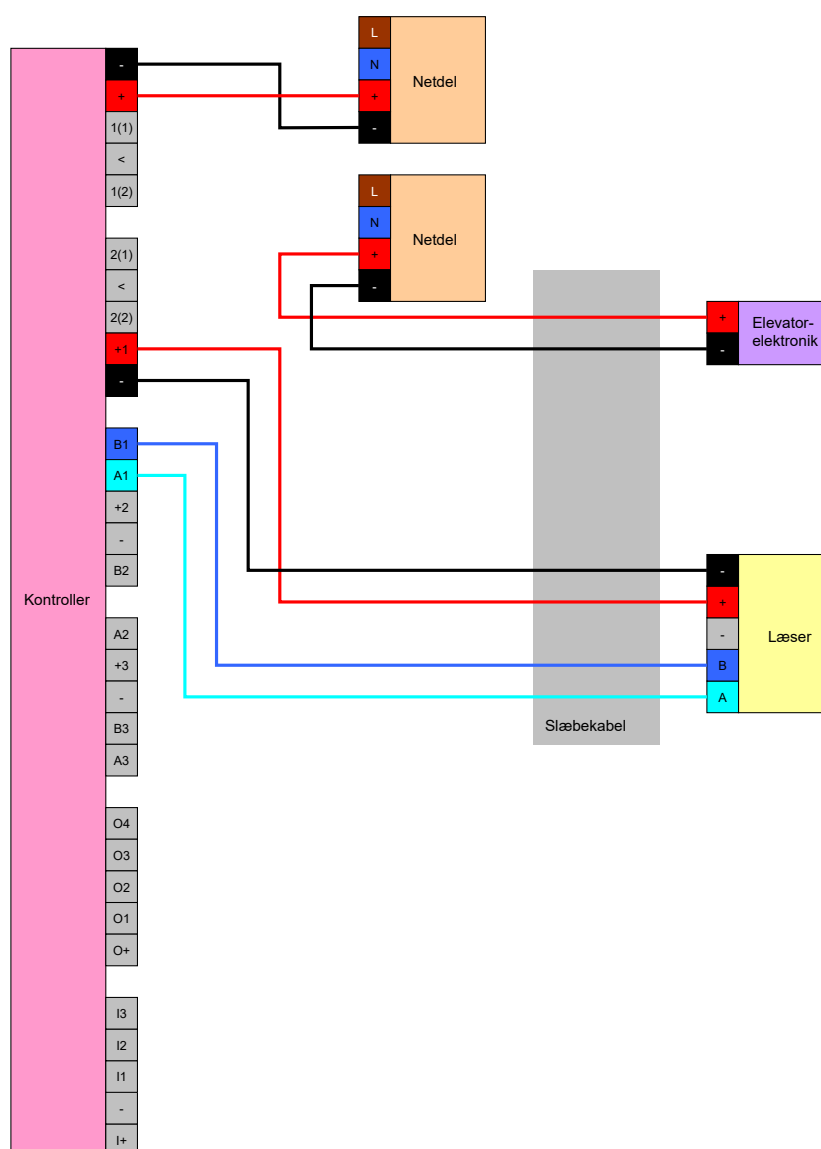 Kontroller
-
+
1(1)
<
1(2)
2(1)
<
2(2)
+1
-
B1
A1
+2
-
B2
A2
+3
-
B3
A3
O4
O3
O2
O1
O+
I3
I2
I1
-
I+
L
N
+
-
Netdel
L
N
+
-
Netdel
Slæbekabel
+
-
Elevator-
elektronik
-
+
-
B
A
Læser